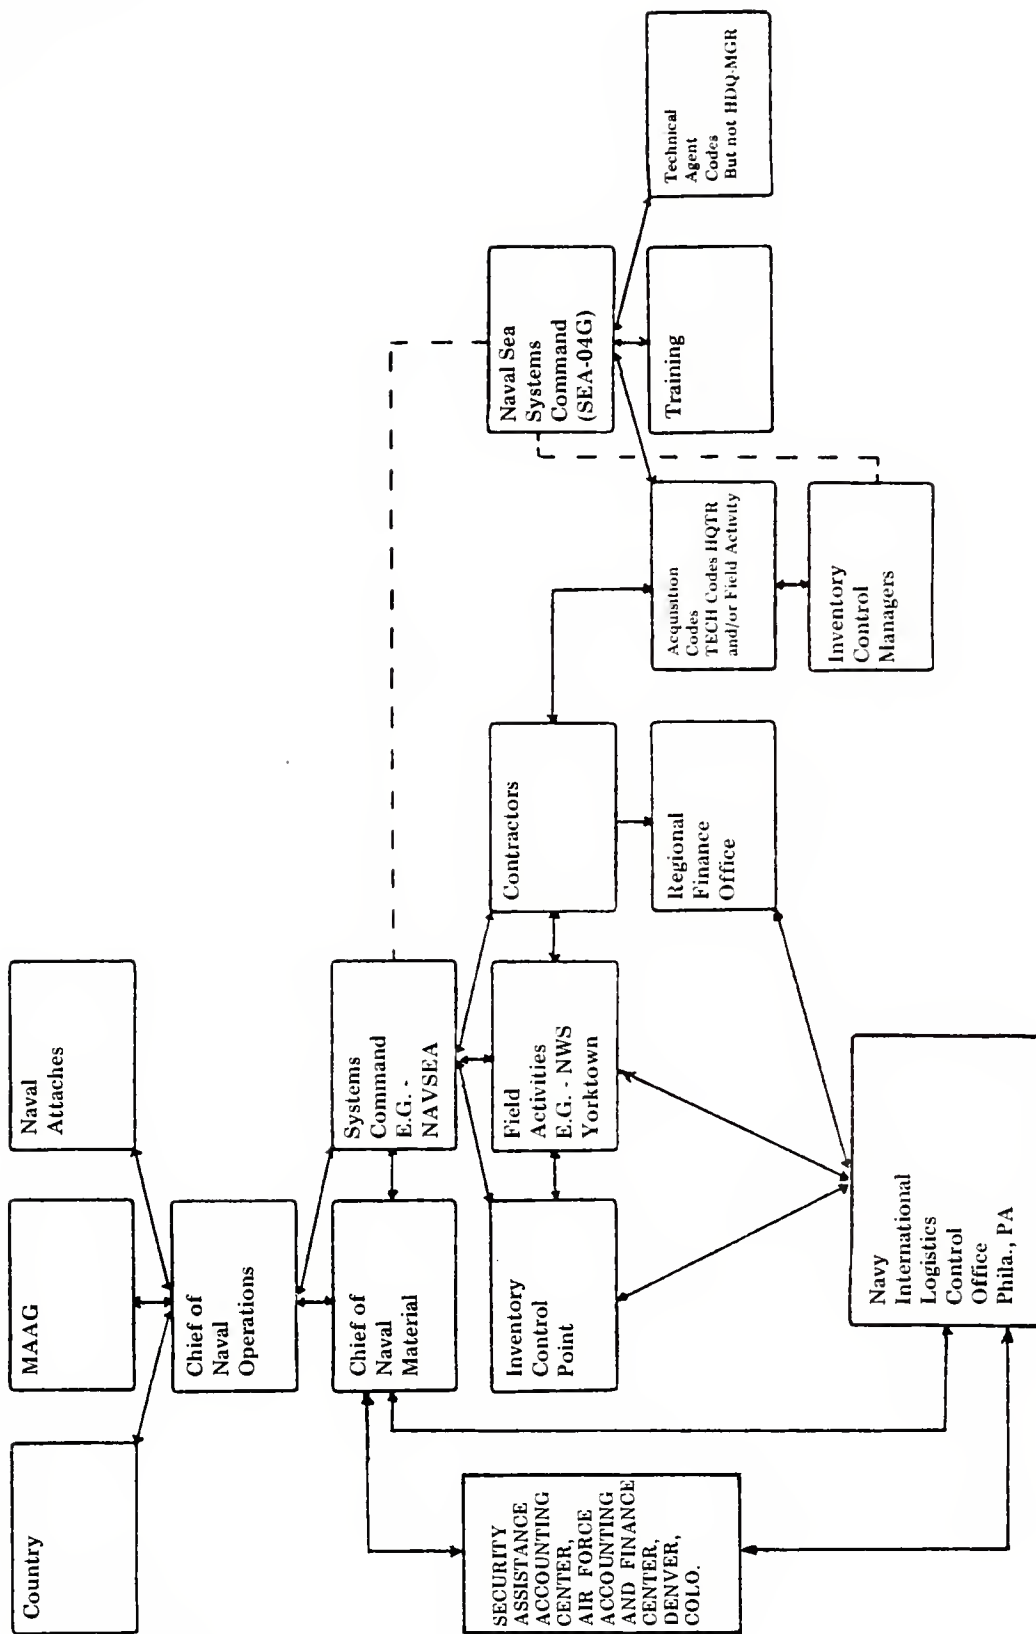 Country
MAAG
Naval
Attaches
Chief of
Naval
Operations
Chief of
Naval
Material
Systems
Command
E.G. -
NAVSEA
Naval Sea
Systems
Command
(SEA-04G)
SECURITY
ASSISTANCE
ACCOUNTING
CENTER,
AIR FORCE
ACCOUNTING
AND FINANCE
CENTER,
DENVER,
COLO.
Inventory
Control
Point
Field
Activities
E.G. - NWS
Yorktown
Contractors
Acquisition
Codes
TECH Codes HQTR
and/or Field Activity
Training
Technical
Agent
Codes
But not HDQ-MGR
Regional
Finance
Office
Inventory
Control
Managers
Navy
International
Logistics
Control
Office
Phila., PA